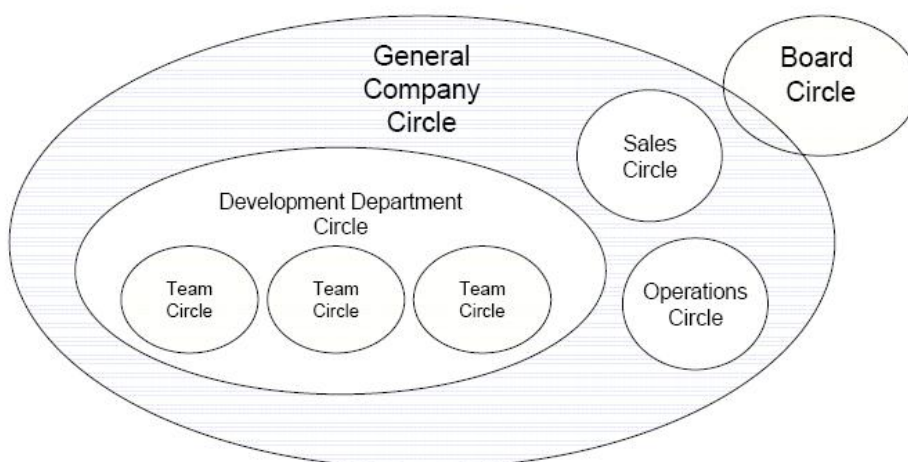 General
Company
Circle
Board
Circle
Sales
Circle
Development Department
Circle
Team
Circle
Team
Circle
Team
Circle
Operations
Circle